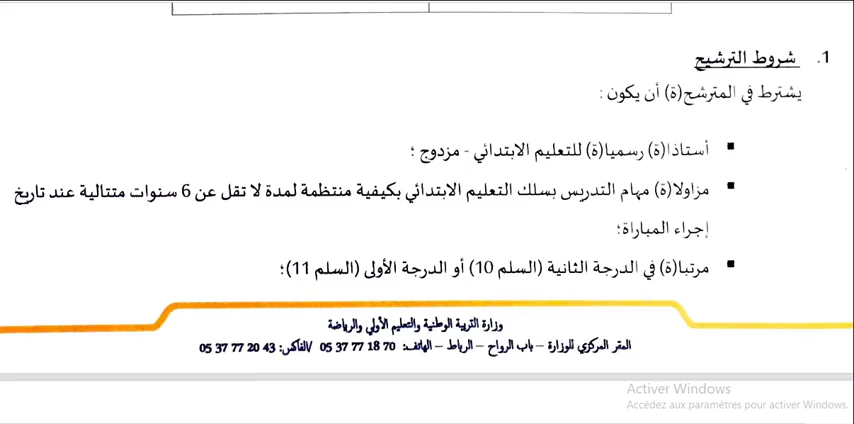 1. شروط الترشيح
يشترط في المترشح(ة) أن يكون :
▪ أستاذا(ة) رسميا(ة) للتعليم الابتدائي - مزدوج ؛
▪ مزاولا(ة) مهام التدريس بسلك التعليم الابتدائي بكيفية منتظمة لمدة لا تقل عن 6 سنوات متتالية عند تاريخ
إجراء المباراة؛
▪ مرتبا(ة) في الدرجة الثانية (السلم 10) أو الدرجة الأولى (السلم 11)؛
وزارة التربية الوطنية والتعليم الأولي والرياضة
المقر المركزي للوزارة – باب الرواح – الرباط – الهاتف: 70 18 77 37 05 /الفاكس: 43 20 77 37 05
Activer Windows
Accédez aux paramètres pour activer Windows.